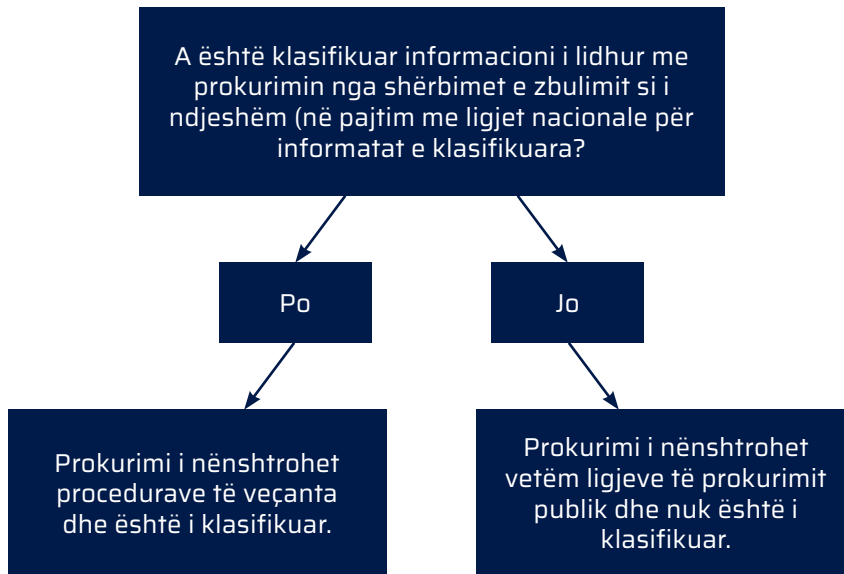 A është klasifikuar informacioni i lidhur me
prokurimin nga shërbimet e zbulimit si i
ndjeshëm (në pajtim me ligjet nacionale për
informatat e klasifikuara?
Po
Jo
Prokurimi i nënshtrohet
procedurave të veçanta
dhe është i klasifikuar.
Prokurimi i nënshtrohet
vetëm ligjeve të prokurimit
publik dhe nuk është i
klasifikuar.